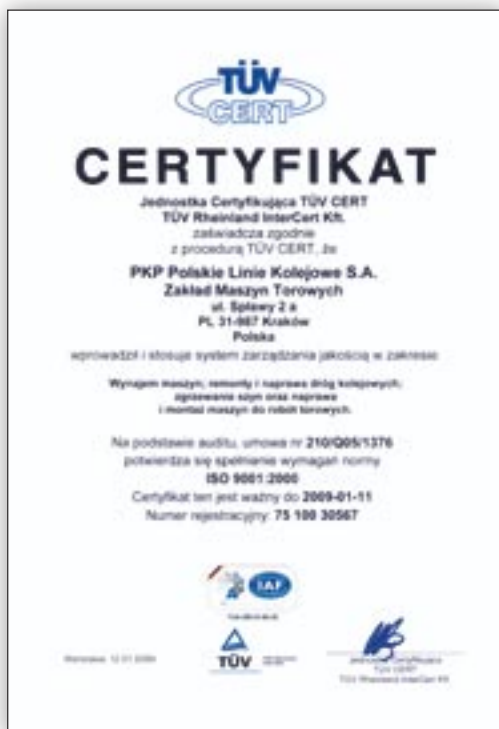 TÜV
CERT
CERTYFIKAT
Jednostka Certyfikująca TÜV CERT
TÜV Rheinland InterCert Kft.
zaświadcza zgodnie
z procedurą TÜV CERT, że
PKP Polskie Linie Kolejowe S.A.
Zakład Maszyn Torowych
ul. Spławy 2 a
PL 31-987 Kraków
Polska
wprowadził i stosuje system zarządzania jakością w zakresie
Wynajem maszyn; remonty i naprawa dróg kolejowych;
zgrzewanie szyn oraz naprawa
i montaż maszyn do robót torowych.
Na podstawie auditu, umowa nr 210/Q05/1376
potwierdza się spełnianie wymagań normy
ISO 9001:2000
Certyfikat ten jest ważny do 2009-01-11
Numer rejestracyjny: 75 100 30567
IAF
TÜV
Warszawa,
Jednostka Certyfikująca
TÜV CERT
TÜV Rheinland InterCert Kft.